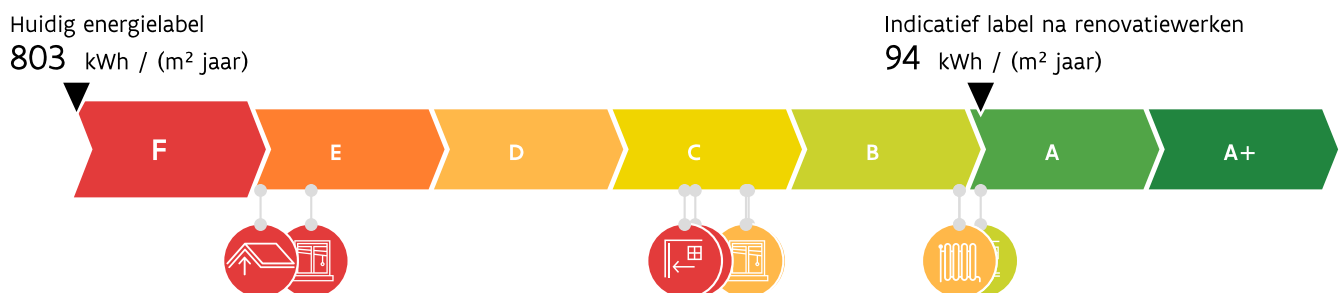 Huidig energielabel
803 kWh / (m² jaar)
Indicatief label na renovatiewerken
94 kWh / (m² jaar)
F E D C B A A+